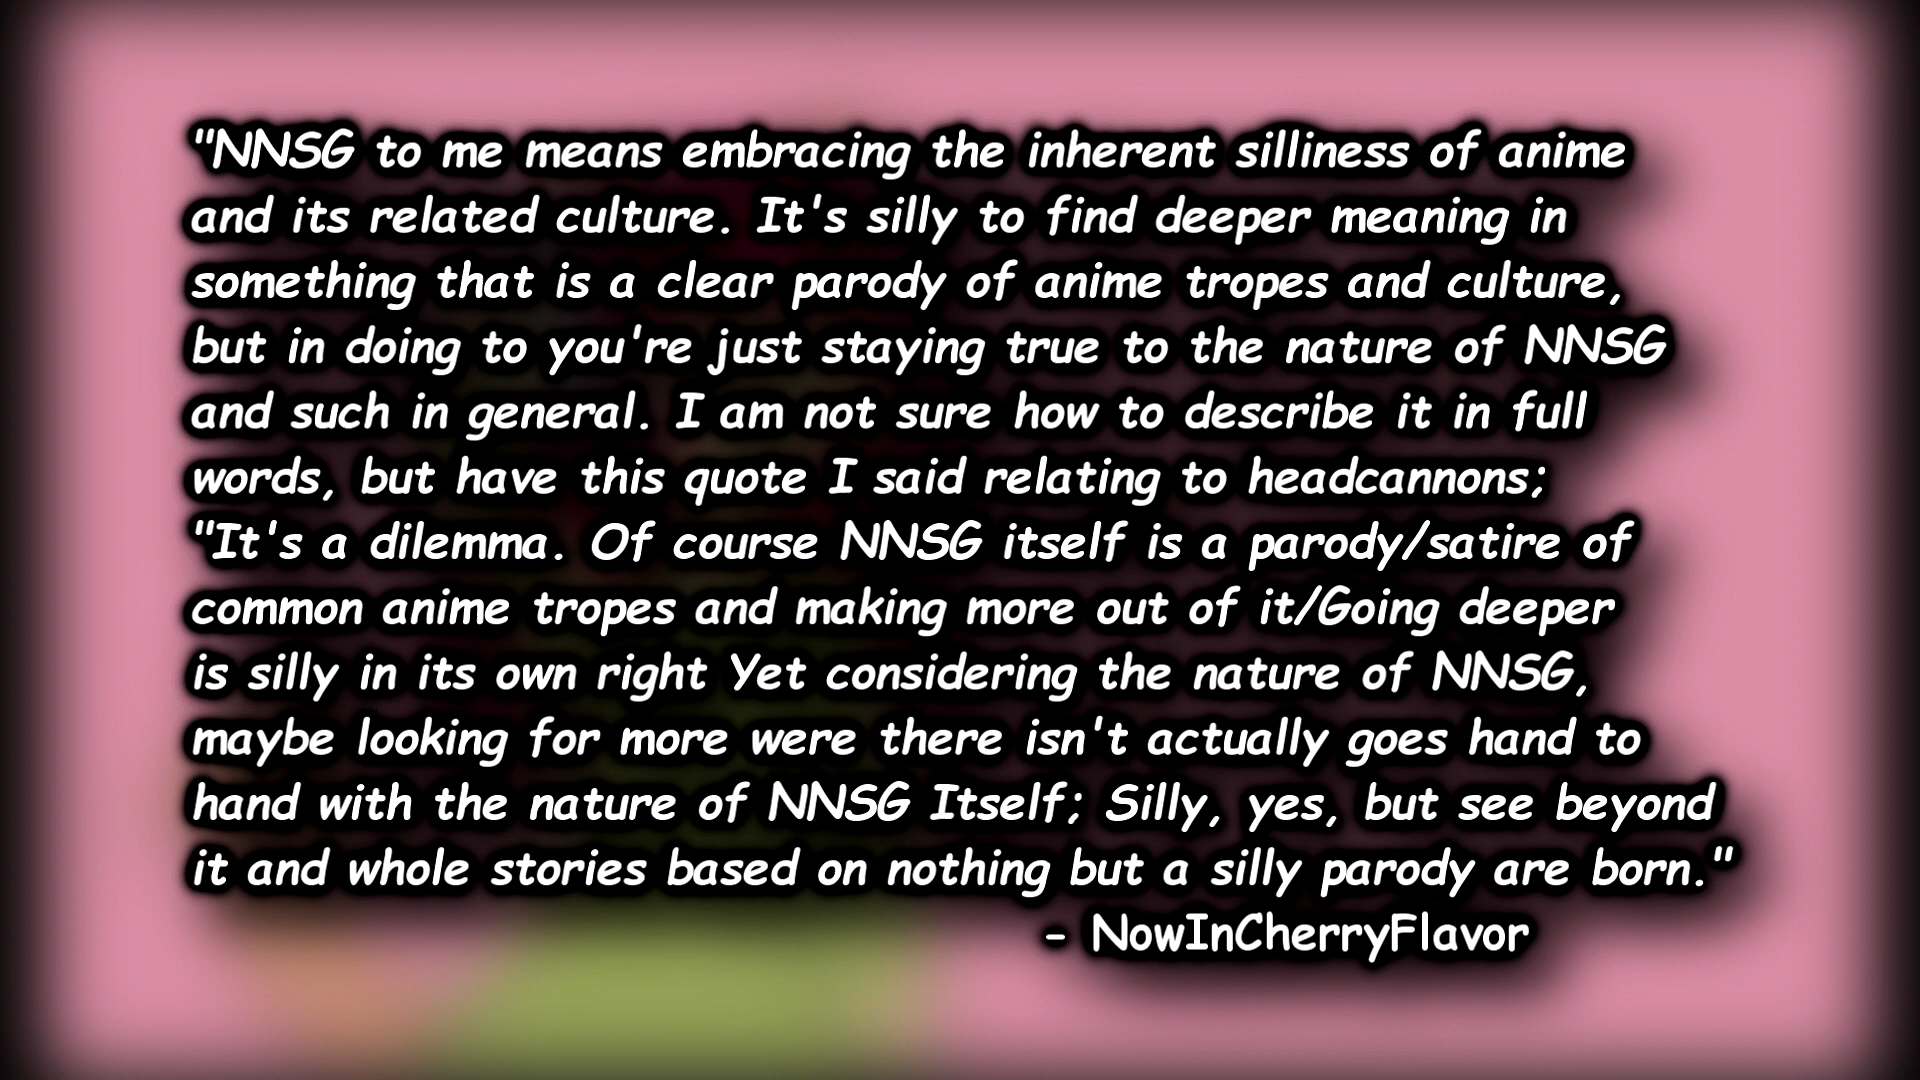 "NNSG to me means embracing the inherent silliness of anime
and its related culture. It's silly to find deeper meaning in
something that is a clear parody of anime tropes and culture,
but in doing to you're just staying true to the nature of NNSG
and such in general. I am not sure how to describe it in full
words, but have this quote I said relating to headcannons;
"It's a dilemma. Of course NNSG itself is a parody/satire of
common anime tropes and making more out of it/Going deeper
is silly in its own right Yet considering the nature of NNSG,
maybe looking for more were there isn't actually goes hand to
hand with the nature of NNSG Itself; Silly, yes, but see beyond
it and whole stories based on nothing but a silly parody are born."
- NowInCherryFlavor